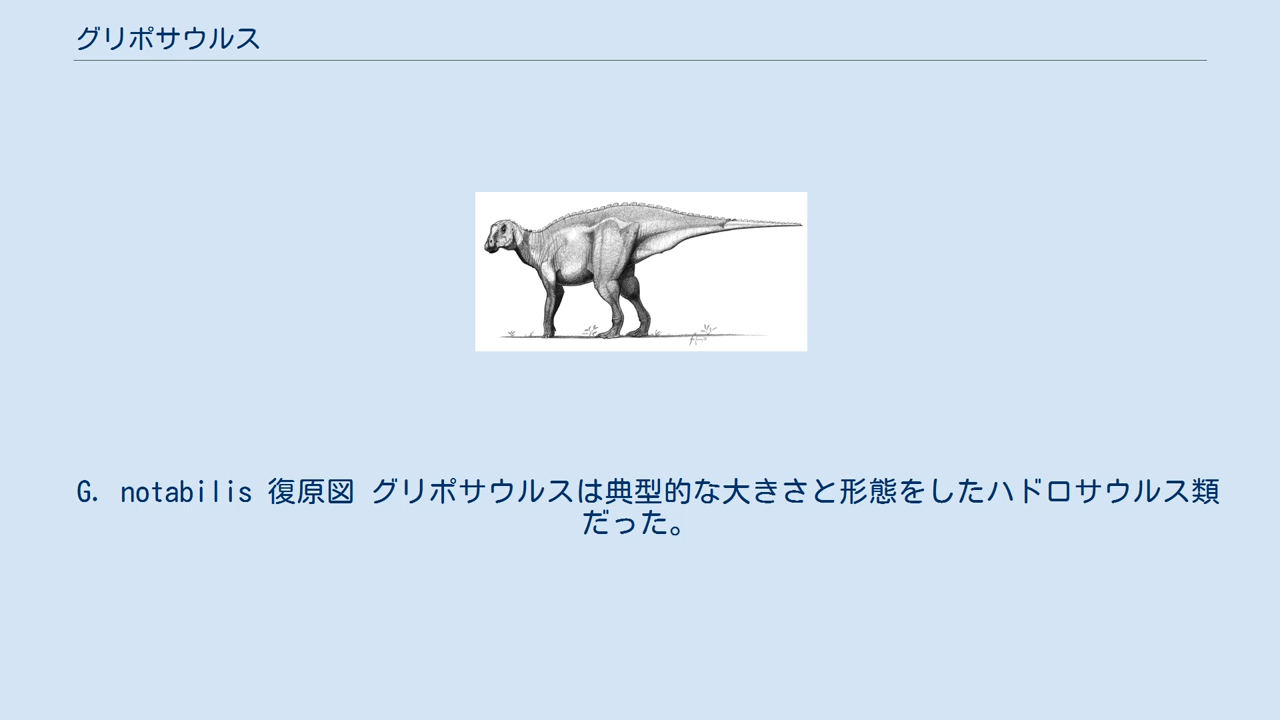 グリポサウルス
G. notabilis 復原図 グリポサウルスは典型的な大きさと形態をしたハドロサウルス類
だった。